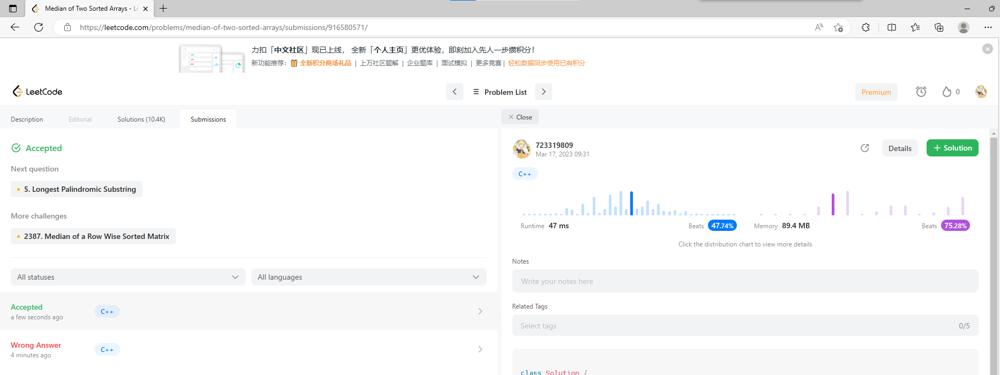 Median of Two Sorted Arrays - Le
https://leetcode.com/problems/median-of-two-sorted-arrays/submissions/916580571/
力扣「中文社区」现已上线， 全新「个人主页」更优体验，即刻加入先人一步攒积分！
新功能推荐： 全新积分商场礼品 | 上万社区题解 | 企业题库 | 面试模拟 | 更多竞赛 | 轻松数据同步使用已有积分
LeetCode
Problem List
Premium
0
Description
Editorial
Solutions (10.4K)
Submissions
Close
Accepted
Next question
5. Longest Palindromic Substring
More challenges
2387. Median of a Row Wise Sorted Matrix
All statuses
All languages
Accepted
a few seconds ago
C++
Wrong Answer
4 minutes ago
C++
723319809
Mar 17, 2023 09:31
Details
+ Solution
C++
Runtime 47 ms
Beats 47.74%
Memory 89.4 MB
Beats 75.28%
Click the distribution chart to view more details
Notes
Write your notes here
Related Tags
Select tags
0/5
class Solution {